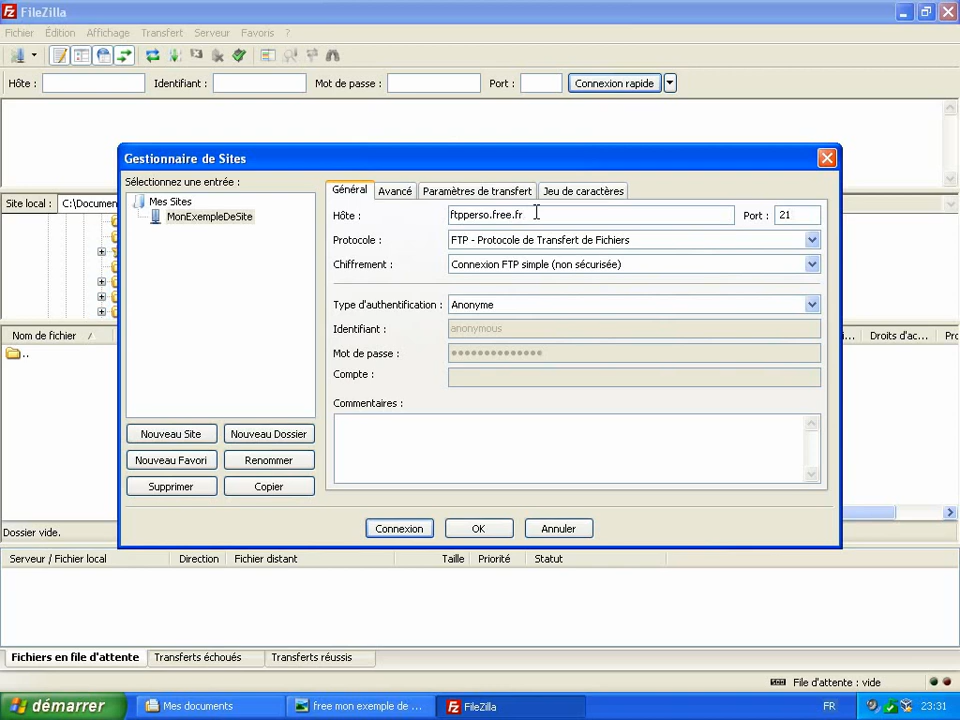 FileZilla
Fichier Édition Affichage Transfert Serveur Favoris ?
Hôte : Identifiant : Mot de passe : Port : Connexion rapide
Gestionnaire de Sites
Sélectionnez une entrée :
Mes Sites
MonExempleDeSite
Nouveau Site Nouveau Dossier
Nouveau Favori Renommer
Supprimer Copier
Général Avancé Paramètres de transfert Jeu de caractères
Hôte : ftpperso.free.fr Port : 21
Protocole : FTP - Protocole de Transfert de Fichiers
Chiffrement : Connexion FTP simple (non sécurisée)
Type d'authentification : Anonyme
Identifiant : anonymous
Mot de passe : ••••••••••••••
Compte :
Commentaires :
Connexion OK Annuler
Site local : C:\Documen
Nom de fichier Droits d'ac...
..
Dossier vide.
Serveur / Fichier local Direction Fichier distant Taille Priorité Statut
Fichiers en file d'attente Transferts échoués Transferts réussis
File d'attente : vide
démarrer Mes documents free mon exemple de ... FileZilla FR 23:31